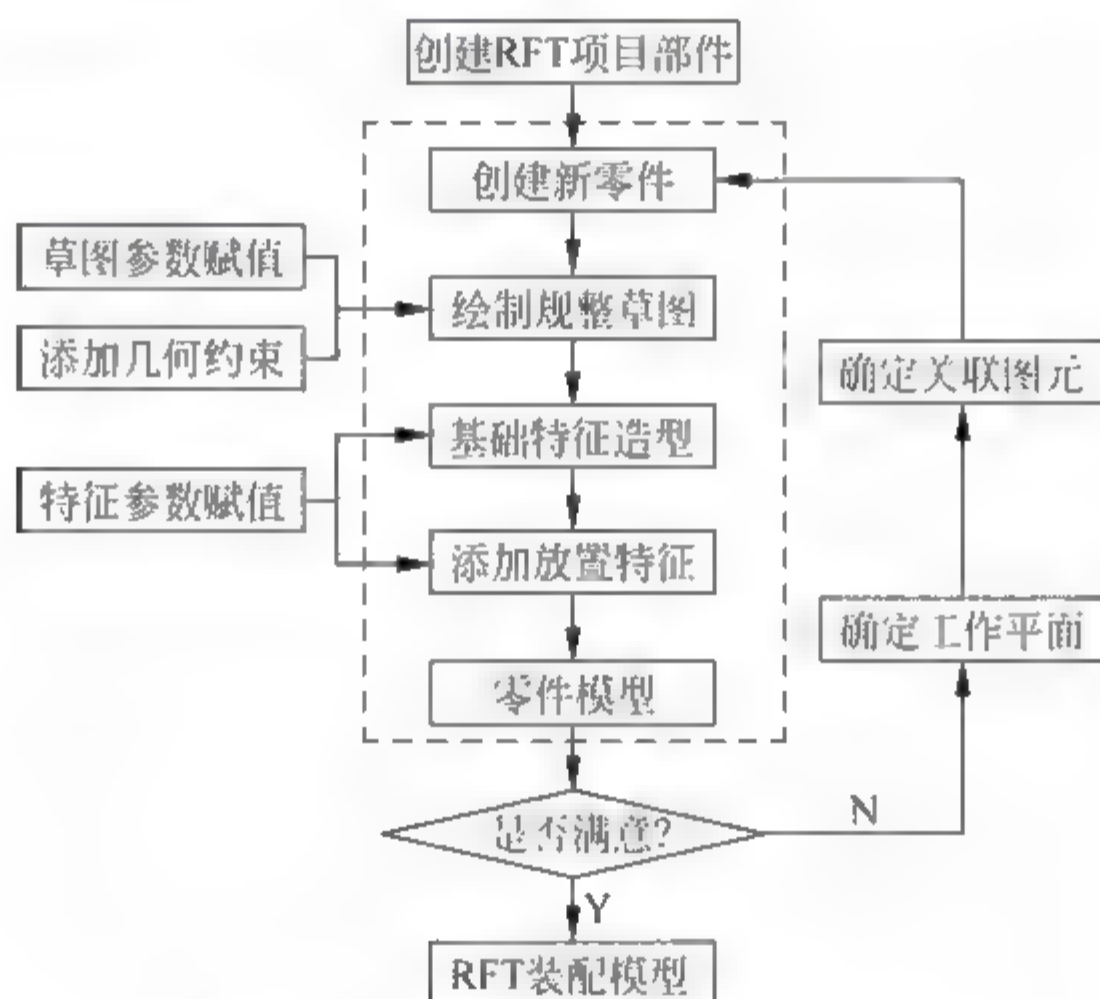 创建RFT项目部件
创建新零件
草图参数赋值
绘制规整草图
添加几何约束
确定关联图元
基础特征造型
特征参数赋值
添加放置特征
确定工作平面
零件模型
是否满意?
N
Y
RFT装配模型